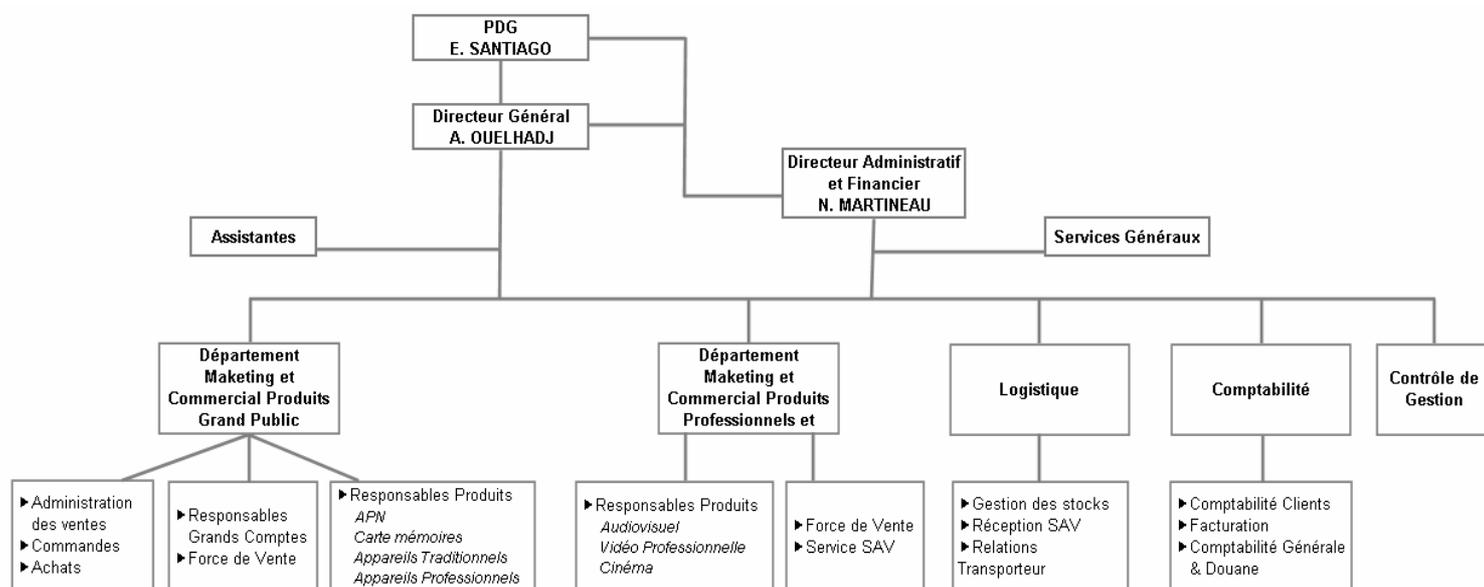 PDG
E. SANTIAGO
Directeur Général
A. OUELHADJ
Directeur Administratif
et Financier
N. MARTINEAU
Assistantes
Services Généraux
Département
Maketing et
Commercial Produits
Grand Public
Département
Maketing et
Commercial Produits
Professionnels et
Logistique
Comptabilité
Contrôle de
Gestion
Administration
des ventes
Commandes
Achats
Responsables
Grands Comptes
Force de Vente
Responsables Produits
APN
Carte mémoires
Appareils Traditionnels
Appareils Professionnels
Responsables Produits
Audiovisuel
Vidéo Professionnelle
Cinéma
Force de Vente
Service SAV
Gestion des stocks
Réception SAV
Relations
Transporteur
Comptabilité Clients
Facturation
Comptabilité Générale
& Douane